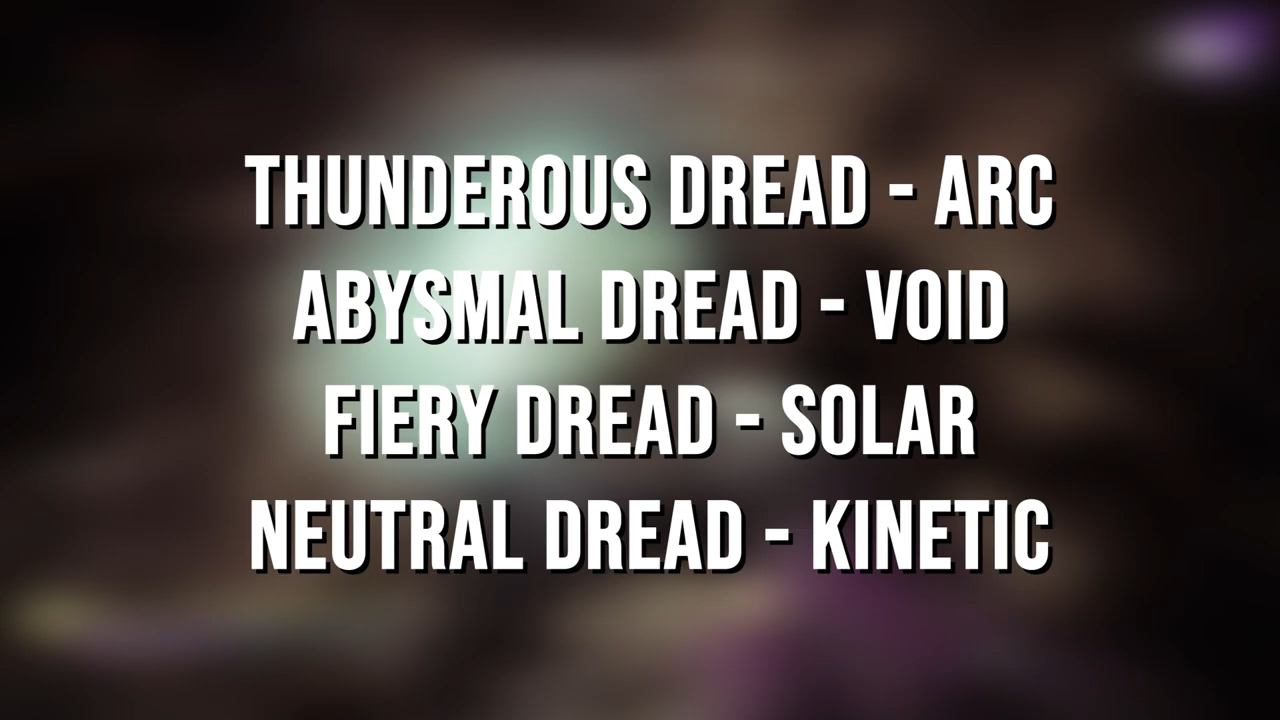 THUNDEROUS DREAD - ARC
ABYSMAL DREAD - VOID
FIERY DREAD - SOLAR
NEUTRAL DREAD - KINETIC